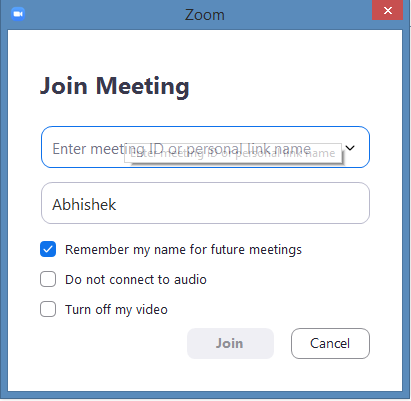 Zoom
Join Meeting
Enter meeting ID or personal link name
Enter meeting ID or personal link name
Abhishek
Remember my name for future meetings
Do not connect to audio
Turn off my video
Join Cancel